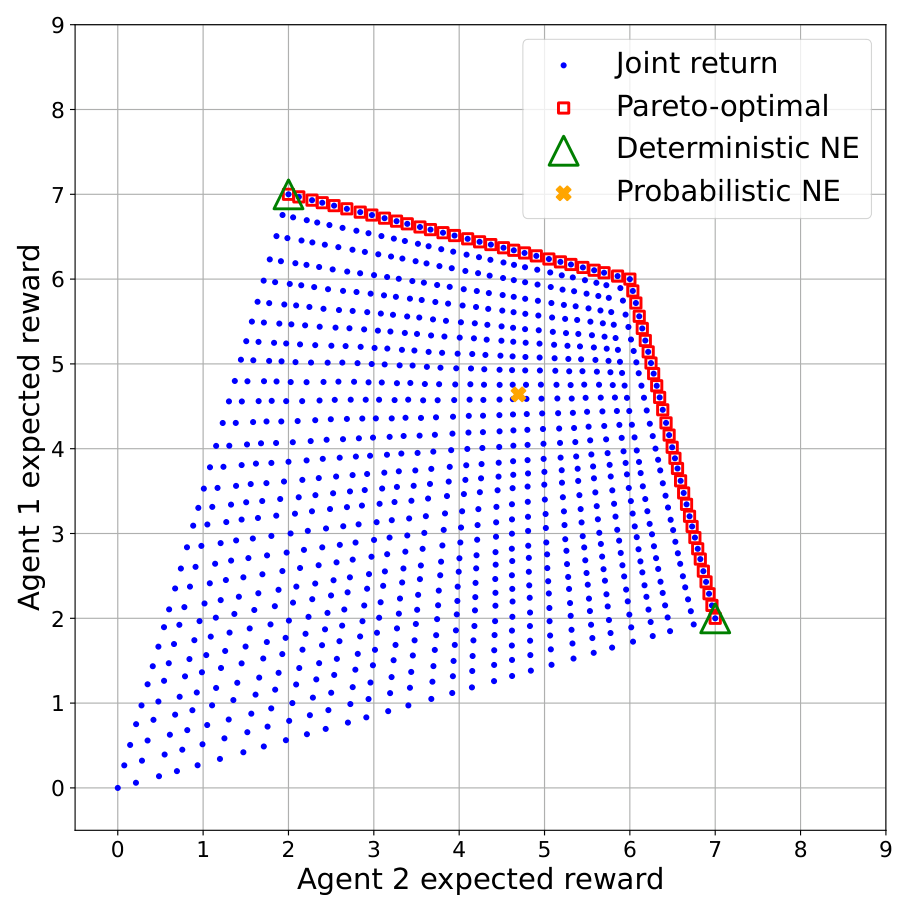 9
8
7
6
5
4
3
2
1
0
Agent 1 expected reward
Joint return
Pareto-optimal
Deterministic NE
Probabilistic NE
0 1 2 3 4 5 6 7 8 9
Agent 2 expected reward